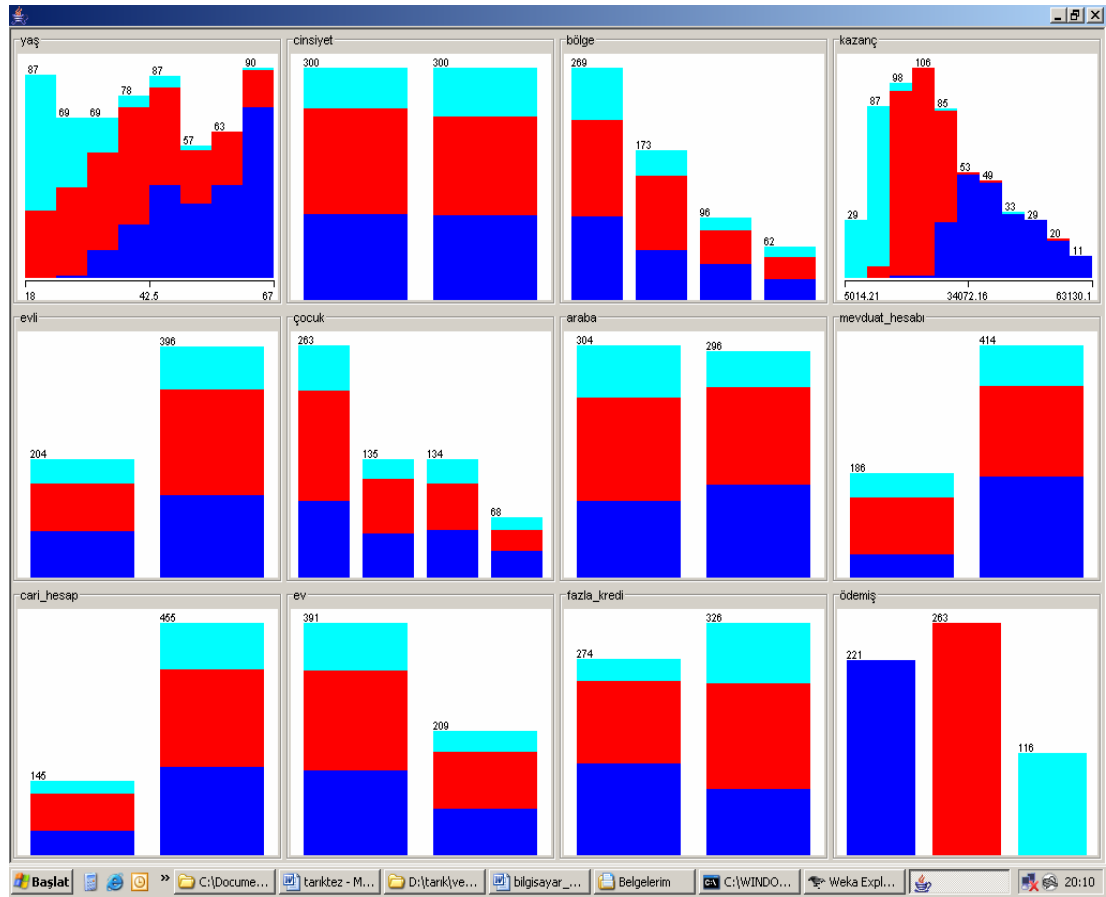 yaş
cinsiyet
bölge
kazanç
87
69
69
78
87
57
63
90
18
42.5
67
300
300
269
173
96
62
29
87
98
106
85
53
49
33
29
20
11
5014.21
34072.16
63130.1
evli
çocuk
araba
mevduat_hesabı
204
396
263
135
134
68
304
296
186
414
cari_hesap
ev
fazla_kredi
ödemiş
145
455
391
209
274
326
221
263
116
Başlat
»
C:\Docume...
tarıktez - M...
D:\tarık\ve...
bilgisayar_...
Belgelerim
C:\WINDO...
Weka Expl...
20:10